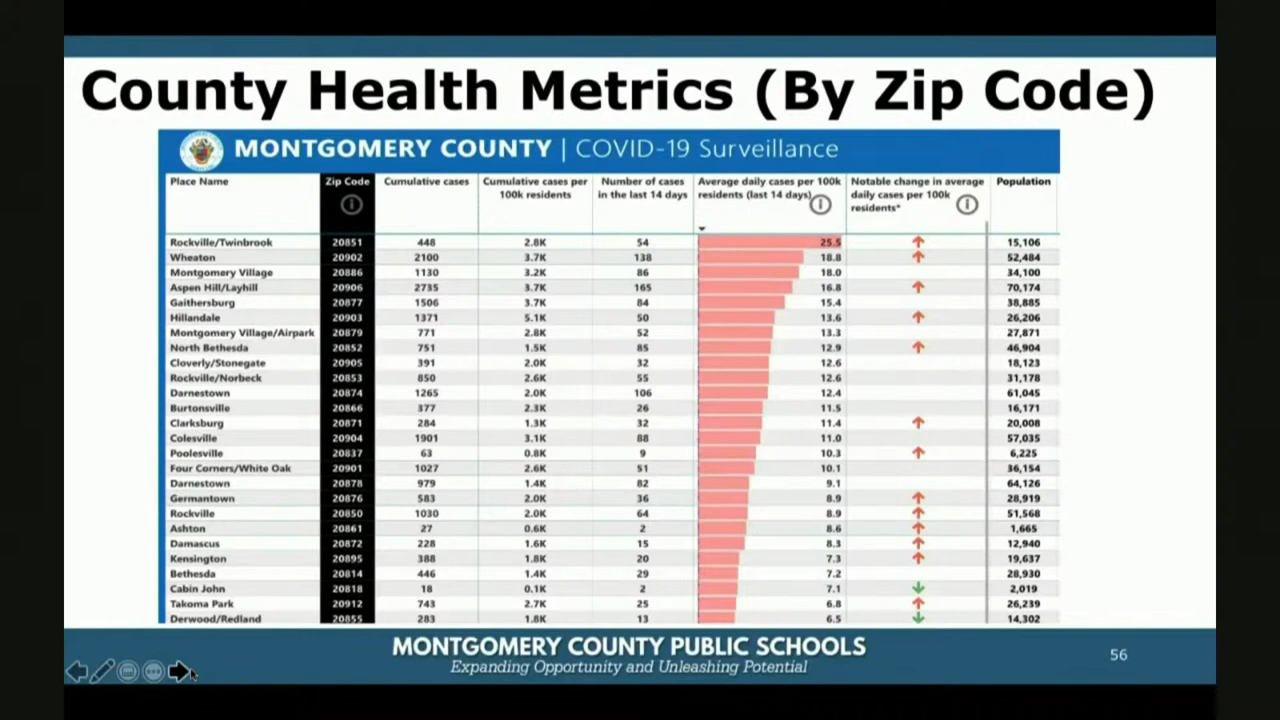 County Health Metrics (By Zip Code)
MONTGOMERY COUNTY | COVID-19 Surveillance
Place Name Zip Code Cumulative cases Cumulative cases per 100k residents Number of cases in the last 14 days Average daily cases per 100k residents (last 14 days) Notable change in average daily cases per 100k residents* Population
Rockville/Twinbrook 20851 448 2.8K 54 25.5 ↑ 15,106
Wheaton 20902 2100 3.7K 138 18.8 ↑ 52,484
Montgomery Village 20886 1130 3.2K 86 18.0 34,100
Aspen Hill/Layhill 20906 2735 3.7K 165 16.8 ↑ 70,174
Gaithersburg 20877 1506 3.7K 84 15.4 38,885
Hillandale 20903 1371 5.1K 50 13.6 ↑ 26,206
Montgomery Village/Airpark 20879 771 2.8K 52 13.3 27,871
North Bethesda 20852 751 1.5K 85 12.9 ↑ 46,904
Cloverly/Stonegate 20905 391 2.0K 32 12.6 18,123
Rockville/Norbeck 20853 850 2.6K 55 12.6 31,178
Darnestown 20874 1265 2.0K 106 12.4 61,045
Burtonsville 20866 377 2.3K 26 11.5 16,171
Clarksburg 20871 284 1.3K 32 11.4 ↑ 20,008
Colesville 20904 1901 3.1K 88 11.0 57,035
Poolesville 20837 63 0.8K 9 10.3 ↑ 6,225
Four Corners/White Oak 20901 1027 2.6K 51 10.1 36,154
Darnestown 20878 979 1.4K 82 9.1 64,126
Germantown 20876 583 2.0K 36 8.9 ↑ 28,919
Rockville 20850 1030 2.0K 64 8.9 ↑ 51,568
Ashton 20861 27 0.6K 2 8.6 ↑ 1,665
Damascus 20872 228 1.6K 15 8.3 ↑ 12,940
Kensington 20895 388 1.8K 20 7.3 ↑ 19,637
Bethesda 20814 446 1.4K 29 7.2 28,930
Cabin John 20818 18 0.1K 2 7.1 ↓ 2,019
Takoma Park 20912 743 2.7K 25 6.8 ↑ 26,239
Derwood/Redland 20855 283 1.8K 13 6.5 ↓ 14,302
MONTGOMERY COUNTY PUBLIC SCHOOLS
Expanding Opportunity and Unleashing Potential
56